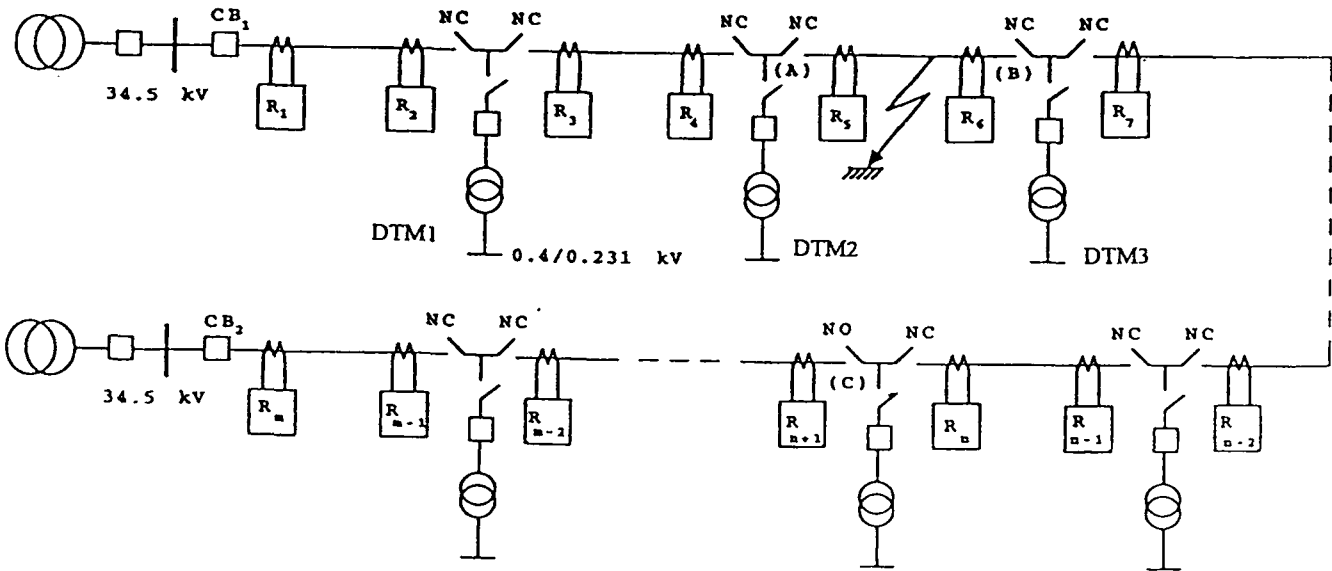 CB₁
NC NC
NC NC
NC NC
34.5 kV
R₁
R₂
R₃
R₄
(A)
R₅
R₆
(B)
R₇
DTM1
0.4/0.231 kV
DTM2
DTM3
CB₂
NC NC
NO NC
NC NC
34.5 kV
Rₘ
Rₘ₋₁
Rₘ₋₂
Rₙ₊₁
(C)
Rₙ
Rₙ₋₁
Rₙ₋₂